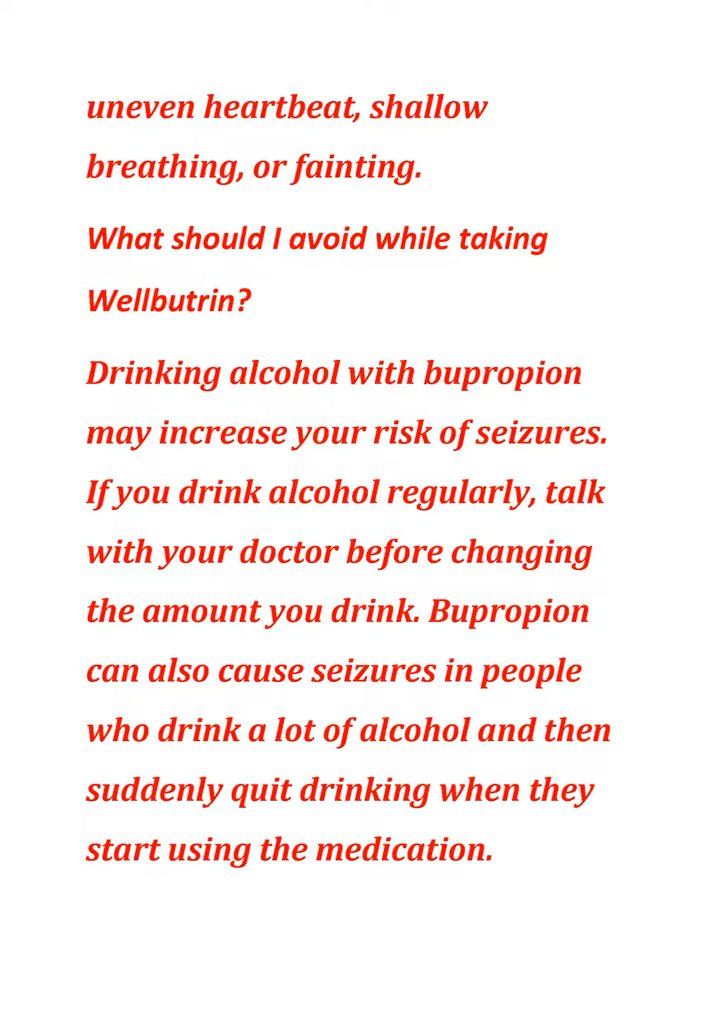 uneven heartbeat, shallow
breathing, or fainting.
What should I avoid while taking
Wellbutrin?
Drinking alcohol with bupropion
may increase your risk of seizures.
If you drink alcohol regularly, talk
with your doctor before changing
the amount you drink. Bupropion
can also cause seizures in people
who drink a lot of alcohol and then
suddenly quit drinking when they
start using the medication.